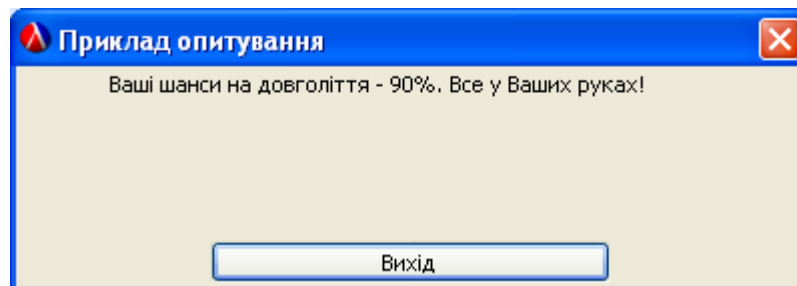 Приклад опитування
Ваші шанси на довголіття - 90%. Все у Ваших руках!
Вихід